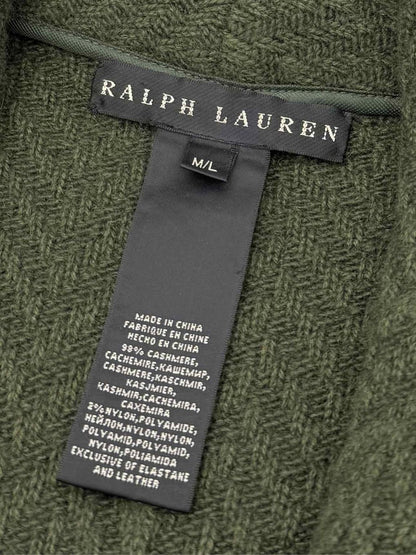 RALPH LAUREN
M/L
MADE IN CHINA
FABRIQUE EN CHINE
HECHO EN CHINA
98% CASHMERE,
CACHEMIRE,КАШЕМИР,
CASHMERE,KASCHMIR,
KASJMIER,
KASHMIR,CACHEMIRA,
CAXEMIRA
2%NYLON,POLYAMIDE,
НЕЙЛОН;NYLON,NYLON,
POLYAMID,POLYAMID,
NYLON;POLIAMIDA
EXCLUSIVE OF ELASTANE
AND LEATHER